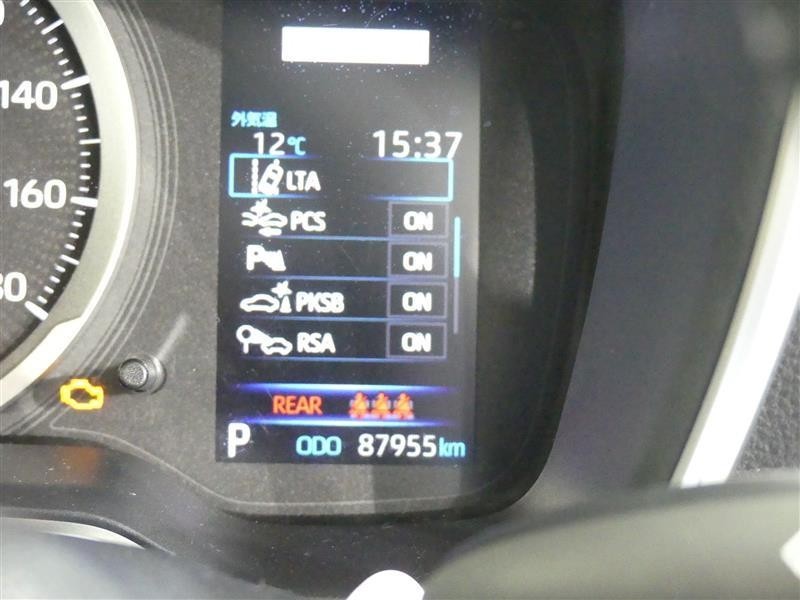 140
160
外気温
12℃ 15:37
LTA
PCS ON
P ON
PKSB ON
RSA ON
REAR
P ODO 87955km